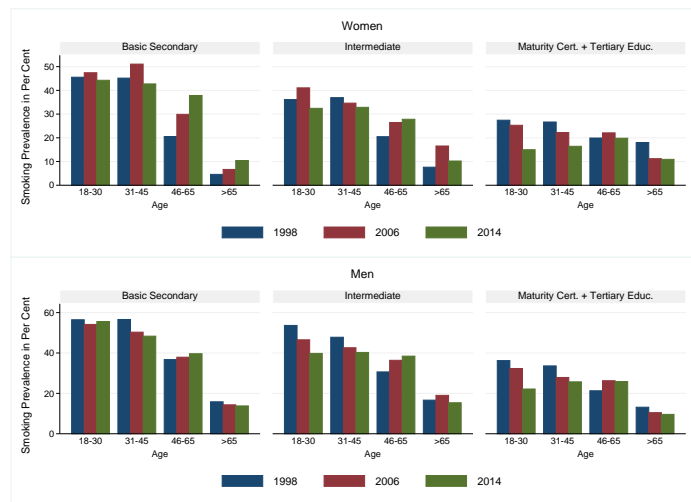 Women
Basic Secondary Intermediate Maturity Cert. + Tertiary Educ.
Smoking Prevalence in Per Cent
50
40
30
20
10
0
18-30 31-45 46-65 >65 18-30 31-45 46-65 >65 18-30 31-45 46-65 >65
Age Age Age
1998 2006 2014
Men
Basic Secondary Intermediate Maturity Cert. + Tertiary Educ.
Smoking Prevalence in Per Cent
60
40
20
0
18-30 31-45 46-65 >65 18-30 31-45 46-65 >65 18-30 31-45 46-65 >65
Age Age Age
1998 2006 2014